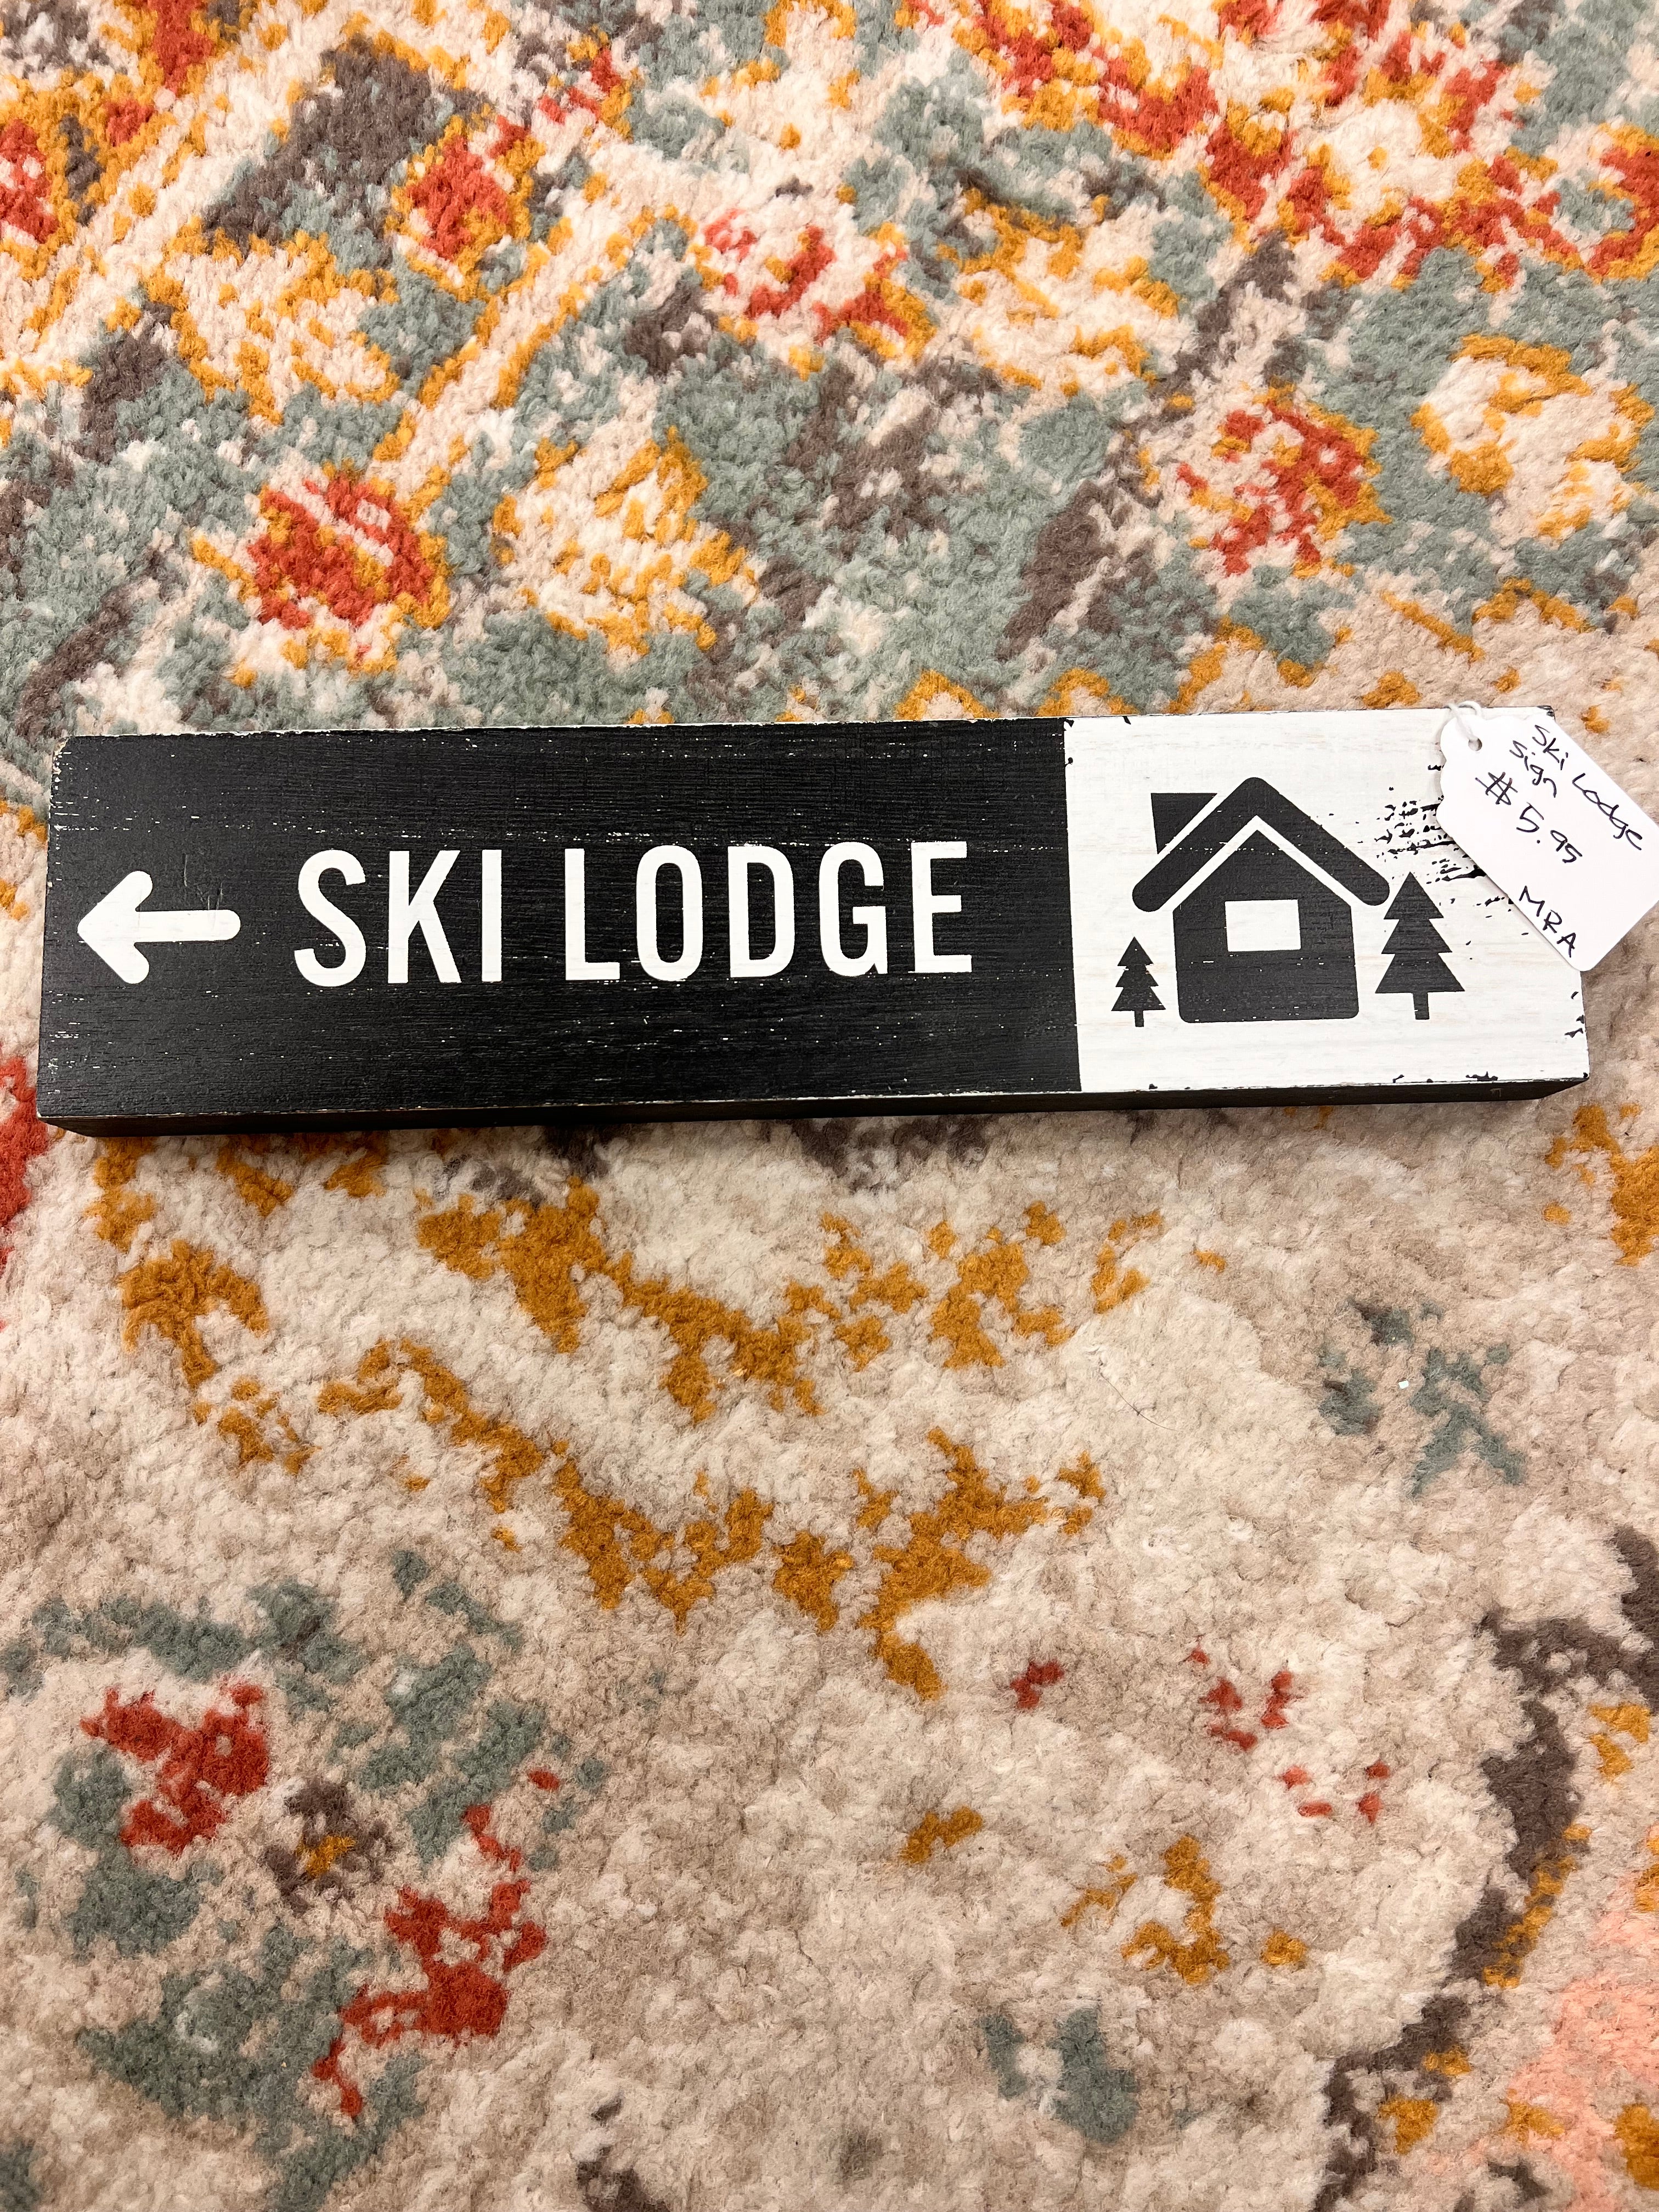 ← SKI LODGE
Ski Lodge
Sign
$5.95
MRA